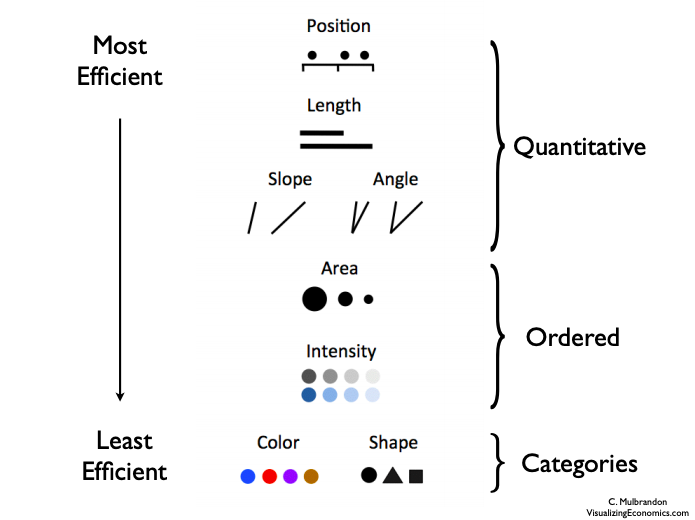 Most
Efficient
Position
Length
Slope
Angle
Quantitative
Area
Intensity
Ordered
Least
Efficient
Color
Shape
Categories
C. Mulbrandon
VisualizingEconomics.com